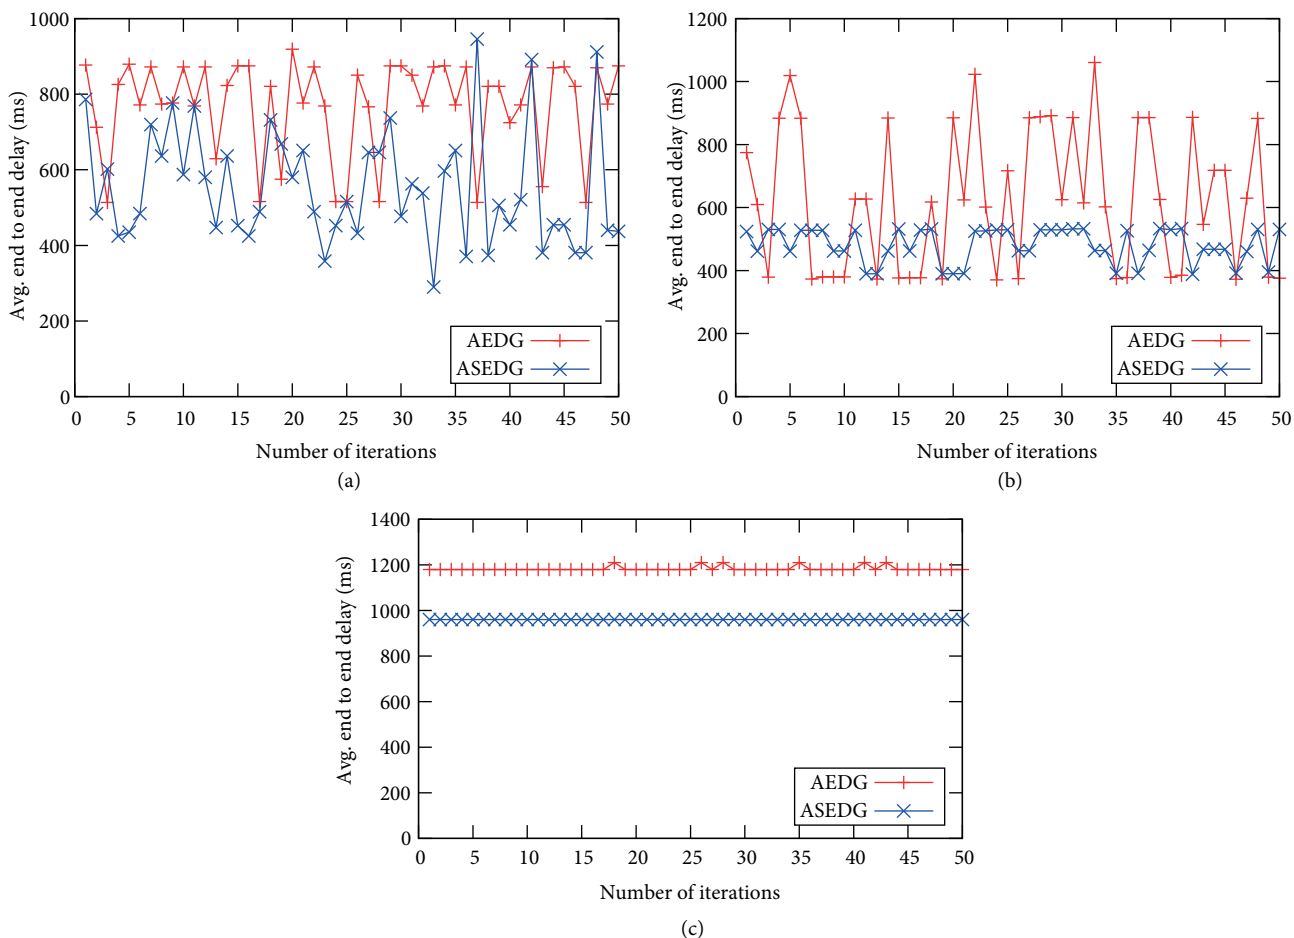 1000
800
600
400
200
0
Avg. end to end delay (ms)
AEDG
ASEDG
0 5 10 15 20 25 30 35 40 45 50
Number of iterations
(a)
1200
1000
800
600
400
200
0
Avg. end to end delay (ms)
AEDG
ASEDG
0 5 10 15 20 25 30 35 40 45 50
Number of iterations
(b)
1400
1200
1000
800
600
400
200
0
Avg. end to end delay (ms)
AEDG
ASEDG
0 5 10 15 20 25 30 35 40 45 50
Number of iterations
(c)